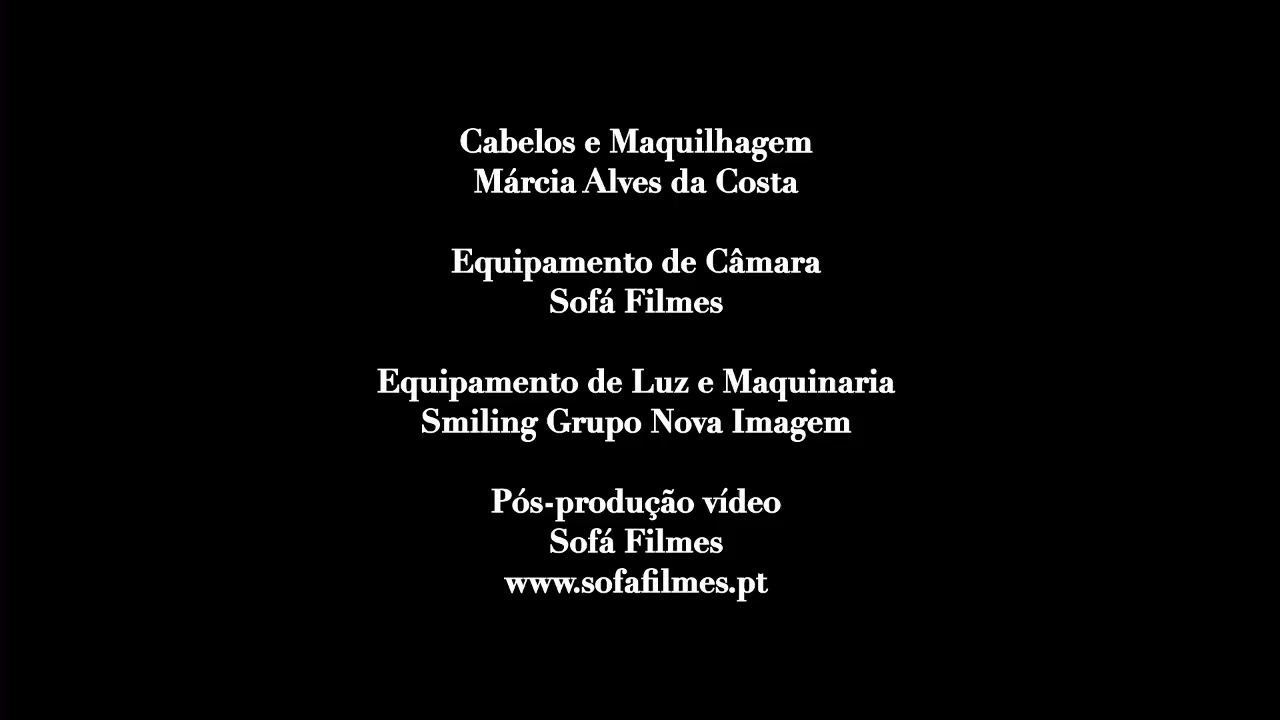 Cabelos e Maquilhagem
Márcia Alves da Costa
Equipamento de Câmara
Sofá Filmes
Equipamento de Luz e Maquinaria
Smiling Grupo Nova Imagem
Pós-produção vídeo
Sofá Filmes
www.sofafilmes.pt